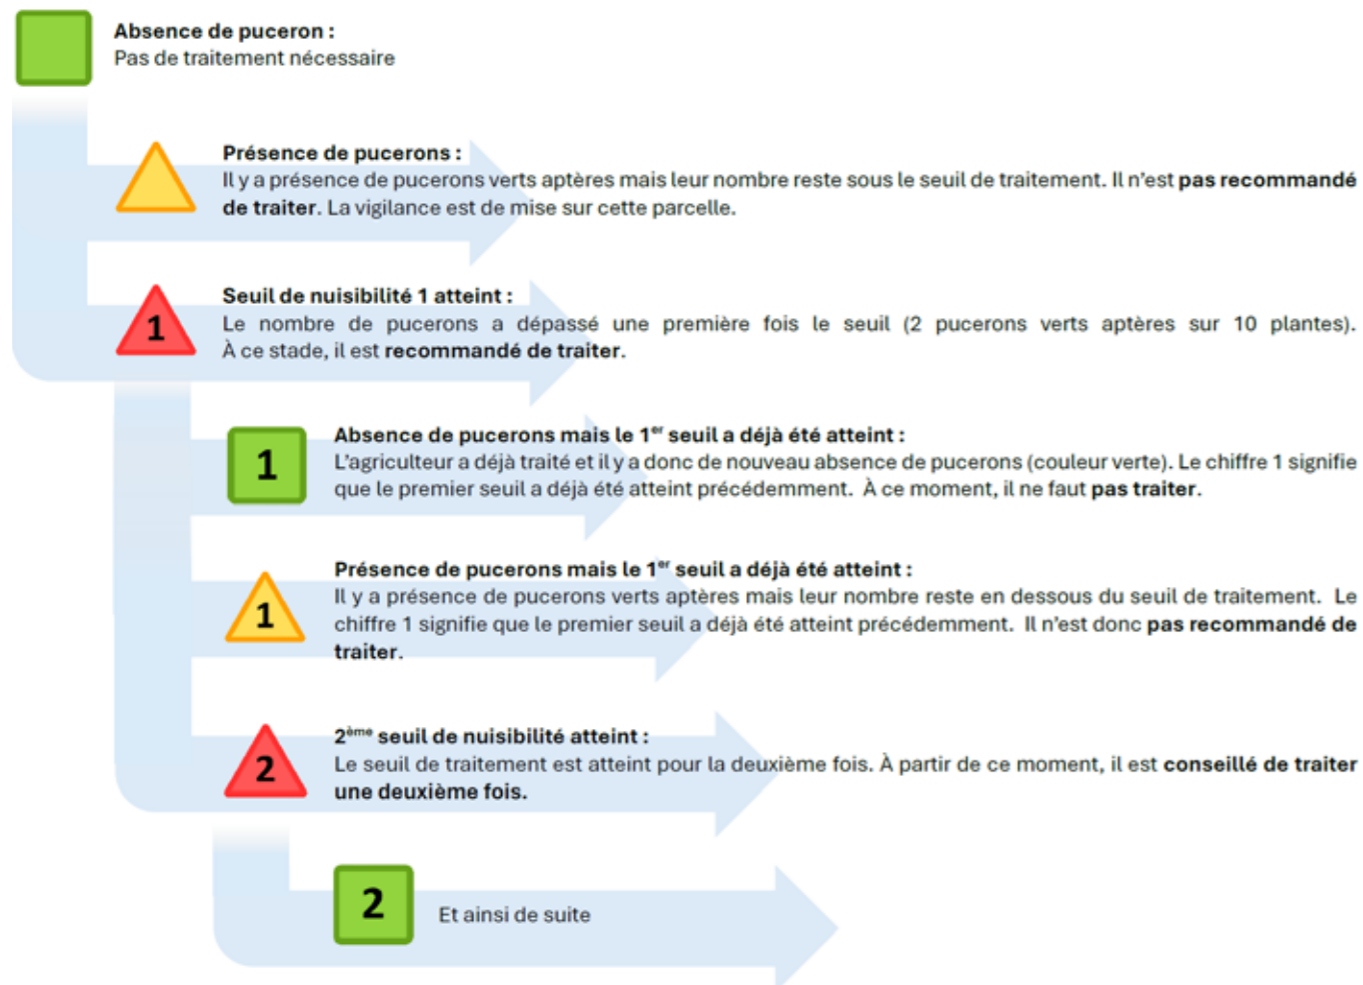 Absence de puceron :
Pas de traitement nécessaire
Présence de pucerons :
Il y a présence de pucerons verts aptères mais leur nombre reste sous le seuil de traitement. Il n’est pas recommandé
de traiter. La vigilance est de mise sur cette parcelle.
Seuil de nuisibilité 1 atteint :
1
Le nombre de pucerons a dépassé une première fois le seuil (2 pucerons verts aptères sur 10 plantes).
À ce stade, il est recommandé de traiter.
Absence de pucerons mais le 1er seuil a déjà été atteint :
1
L’agriculteur a déjà traité et il y a donc de nouveau absence de pucerons (couleur verte). Le chiffre 1 signifie
que le premier seuil a déjà été atteint précédemment. À ce moment, il ne faut pas traiter.
Présence de pucerons mais le 1er seuil a déjà été atteint :
1
Il y a présence de pucerons verts aptères mais leur nombre reste en dessous du seuil de traitement. Le
chiffre 1 signifie que le premier seuil a déjà été atteint précédemment. Il n’est donc pas recommandé de
traiter.
2ème seuil de nuisibilité atteint :
2
Le seuil de traitement est atteint pour la deuxième fois. À partir de ce moment, il est conseillé de traiter
une deuxième fois.
2
Et ainsi de suite